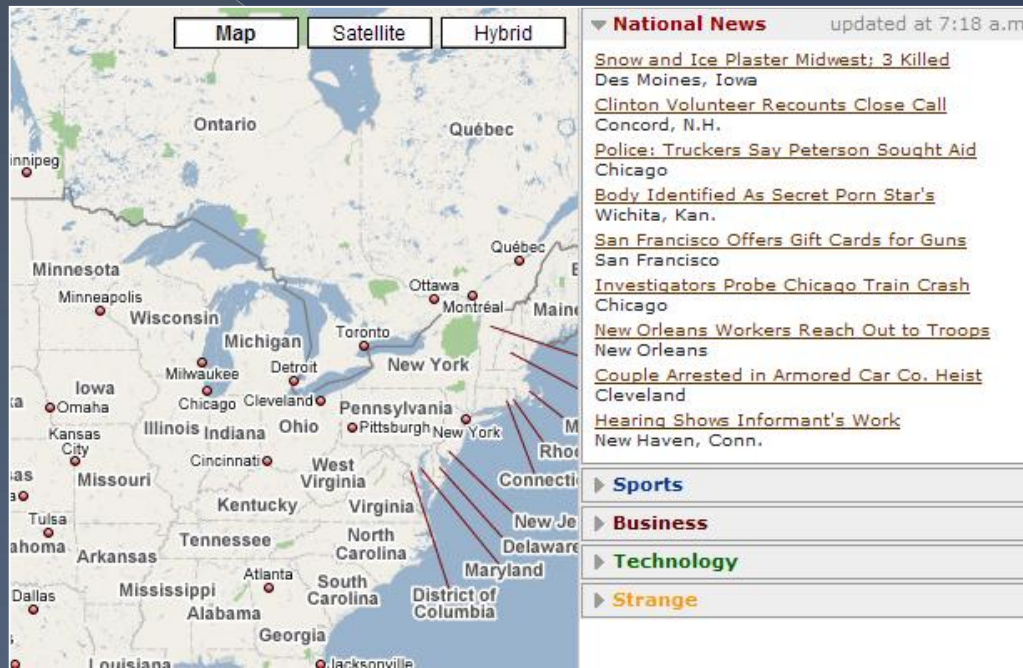 Map Satellite Hybrid
Ontario
Québec
innipeg
Québec
Minnesota
Ottawa
Minneapolis
Montréal
Maine
Wisconsin
Toronto
Michigan
New York
Milwaukee
Detroit
Iowa
Chicago
Cleveland
Pennsylvania
Omaha
Illinois
Indiana
Ohio
Pittsburgh
New York
Kansas
City
Cincinnati
West
Virginia
Rho
Connecti
Missouri
Kentucky
Virginia
New Je
Tulsa
Tennessee
North
Carolina
Delaware
ahoma
Arkansas
Maryland
Atlanta
South
Carolina
District of
Columbia
Dallas
Mississippi
Alabama
Georgia
Louisiana
Jacksonville
National News updated at 7:18 a.m
Snow and Ice Plaster Midwest; 3 Killed
Des Moines, Iowa
Clinton Volunteer Recounts Close Call
Concord, N.H.
Police: Truckers Say Peterson Sought Aid
Chicago
Body Identified As Secret Porn Star's
Wichita, Kan.
San Francisco Offers Gift Cards for Guns
San Francisco
Investigators Probe Chicago Train Crash
Chicago
New Orleans Workers Reach Out to Troops
New Orleans
Couple Arrested in Armored Car Co. Heist
Cleveland
Hearing Shows Informant's Work
New Haven, Conn.
Sports
Business
Technology
Strange